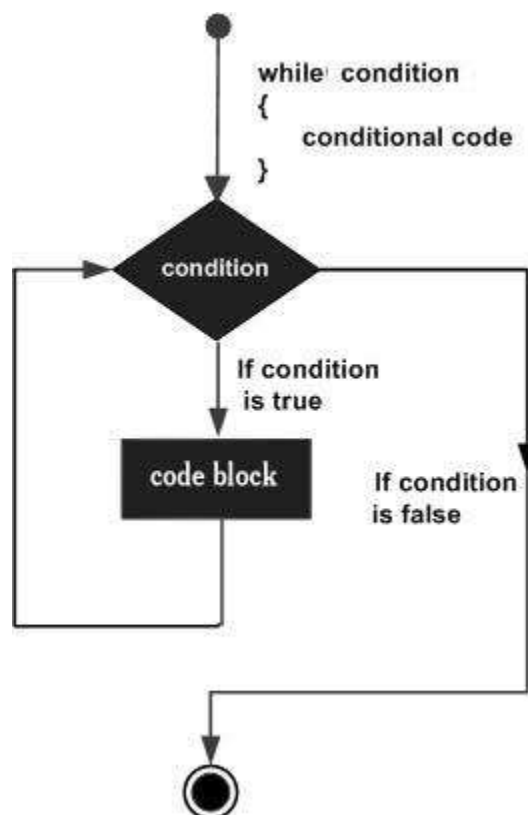 while condition
{
conditional code
}
condition
If condition
is true
code block
If condition
is false